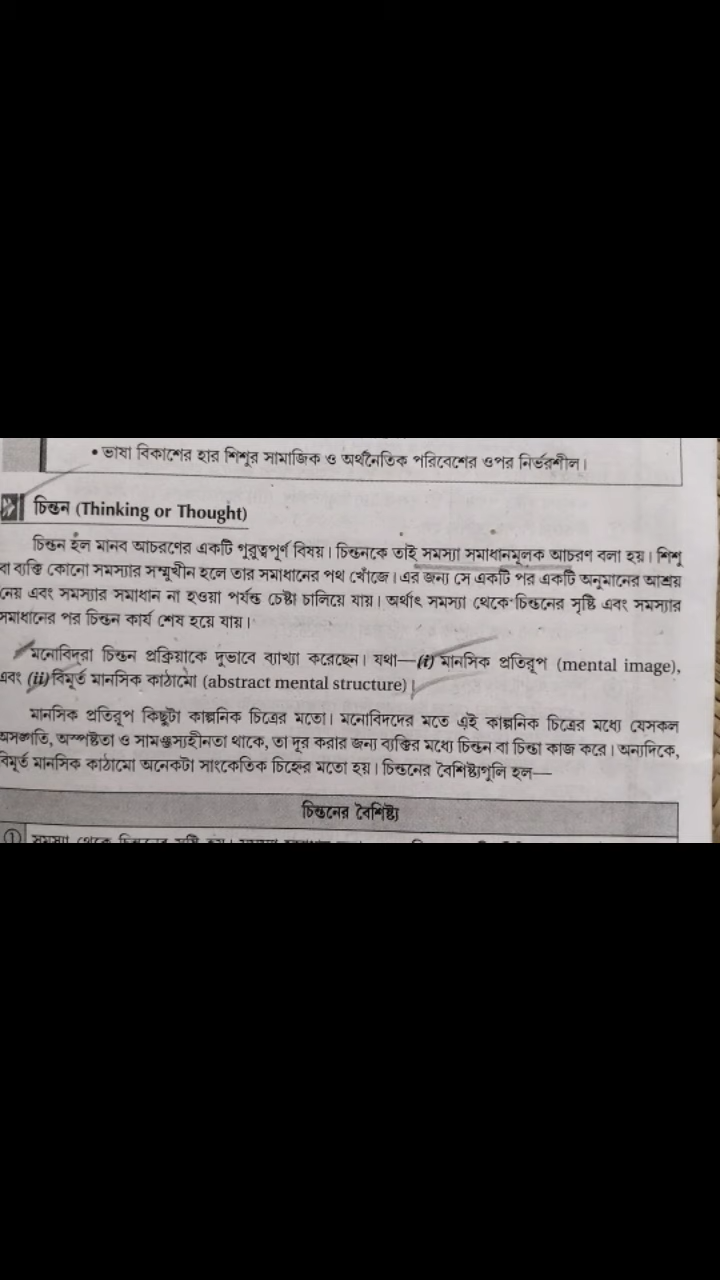 • ভাষা বিকাশের হার শিশুর সামাজিক ও অর্থনৈতিক পরিবেশের ওপর নির্ভরশীল।
চিন্তন (Thinking or Thought)
চিন্তন হল মানব আচরণের একটি গুরুত্বপূর্ণ বিষয়। চিন্তনকে তাই সমস্যা সমাধানমূলক আচরণ বলা হয়। শিশু
বা ব্যক্তি কোনো সমস্যার সম্মুখীন হলে তার সমাধানের পথ খোঁজে। এর জন্য সে একটি পর একটি অনুমানের আশ্রয়
নেয় এবং সমস্যার সমাধান না হওয়া পর্যন্ত চেষ্টা চালিয়ে যায়। অর্থাৎ সমস্যা থেকে চিন্তনের সৃষ্টি এবং সমস্যার
সমাধানের পর চিন্তন কার্য শেষ হয়ে যায়।
মনোবিদ্‌রা চিন্তন প্রক্রিয়াকে দুভাবে ব্যাখ্যা করেছেন। যথা—(i) মানসিক প্রতিরূপ (mental image),
এবং (ii) বিমূর্ত মানসিক কাঠামো (abstract mental structure)।
মানসিক প্রতিরূপ কিছুটা কাল্পনিক চিত্রের মতো। মনোবিদদের মতে এই কাল্পনিক চিত্রের মধ্যে যেসকল
অসঙ্গতি, অস্পষ্টতা ও সামঞ্জস্যহীনতা থাকে, তা দূর করার জন্য ব্যক্তির মধ্যে চিন্তন বা চিন্তা কাজ করে। অন্যদিকে,
বিমূর্ত মানসিক কাঠামো অনেকটা সাংকেতিক চিহ্নের মতো হয়। চিন্তনের বৈশিষ্ট্যগুলি হল—
চিন্তনের বৈশিষ্ট্য
① সমস্যা থেকে চিন্তনের সৃষ্টি হয়।